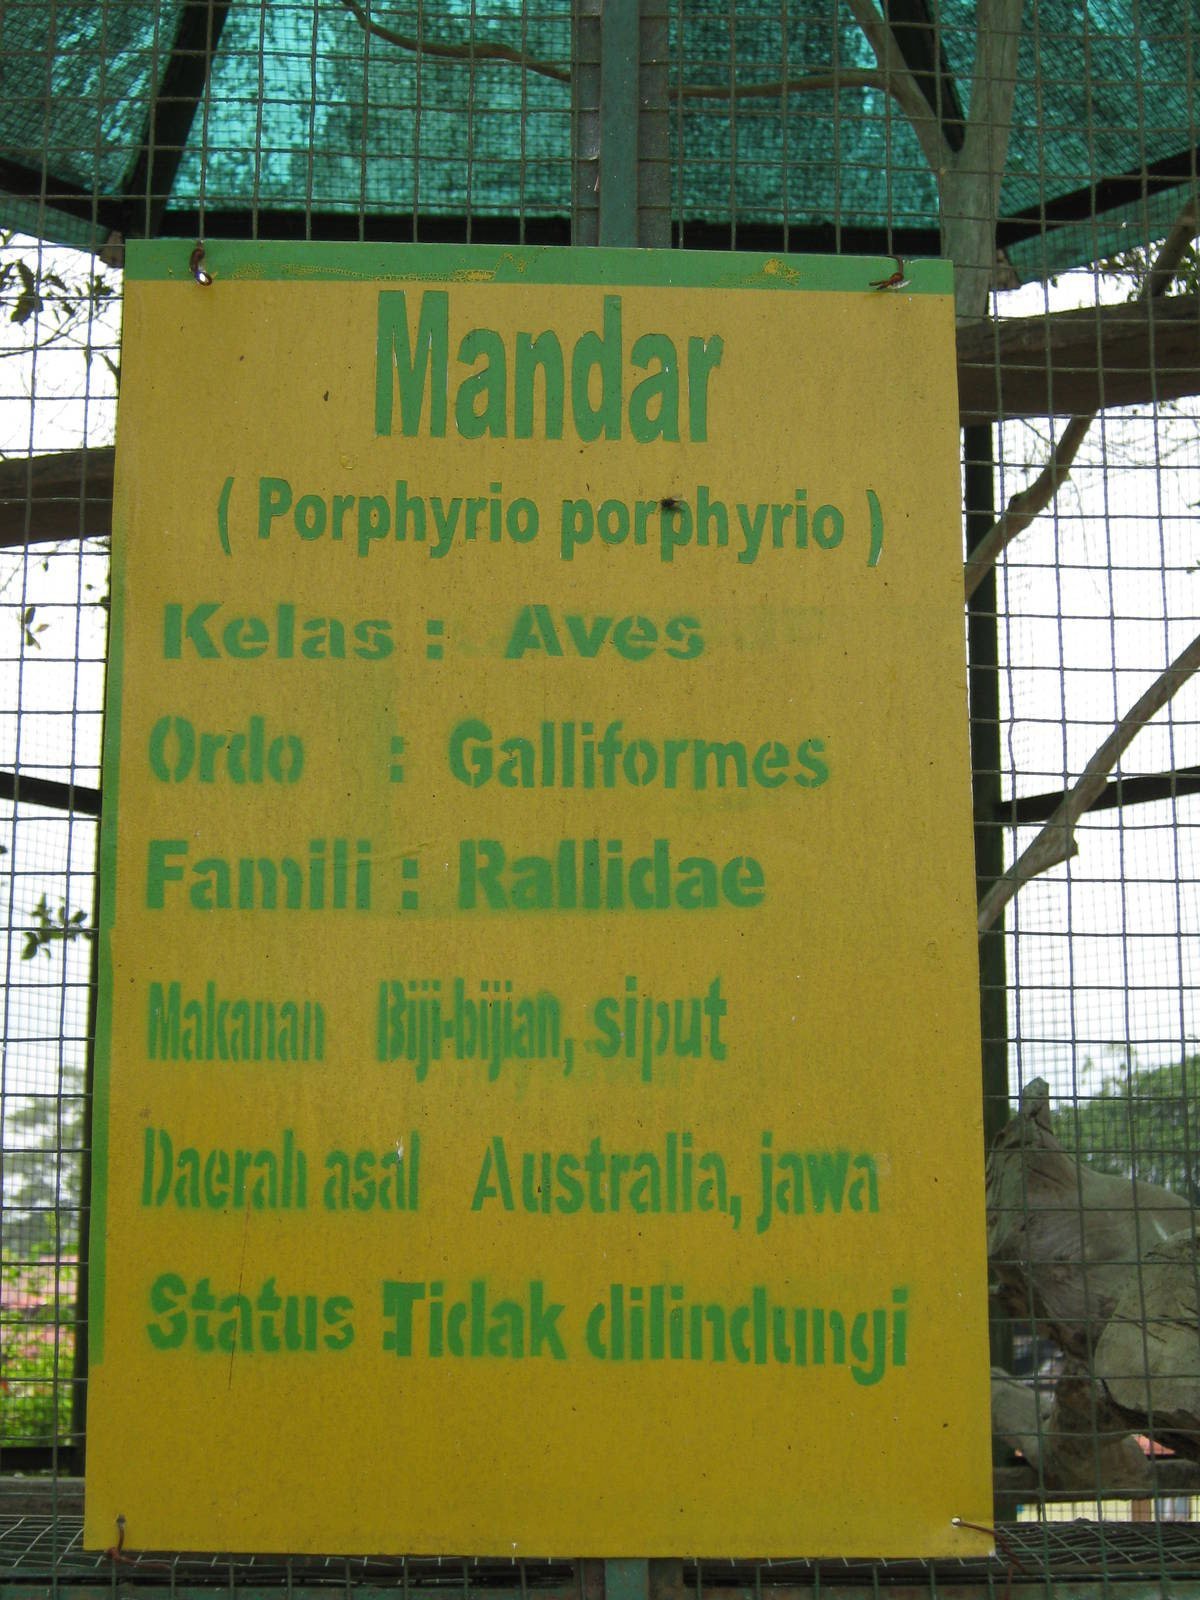 Mandar
( Porphyrio porphyrio )
Kelas : Aves
Ordo : Galliformes
Famili : Rallidae
Makanan Biji-bijian, siput
Daerah asal Australia, jawa
Status : Tidak dilindungi